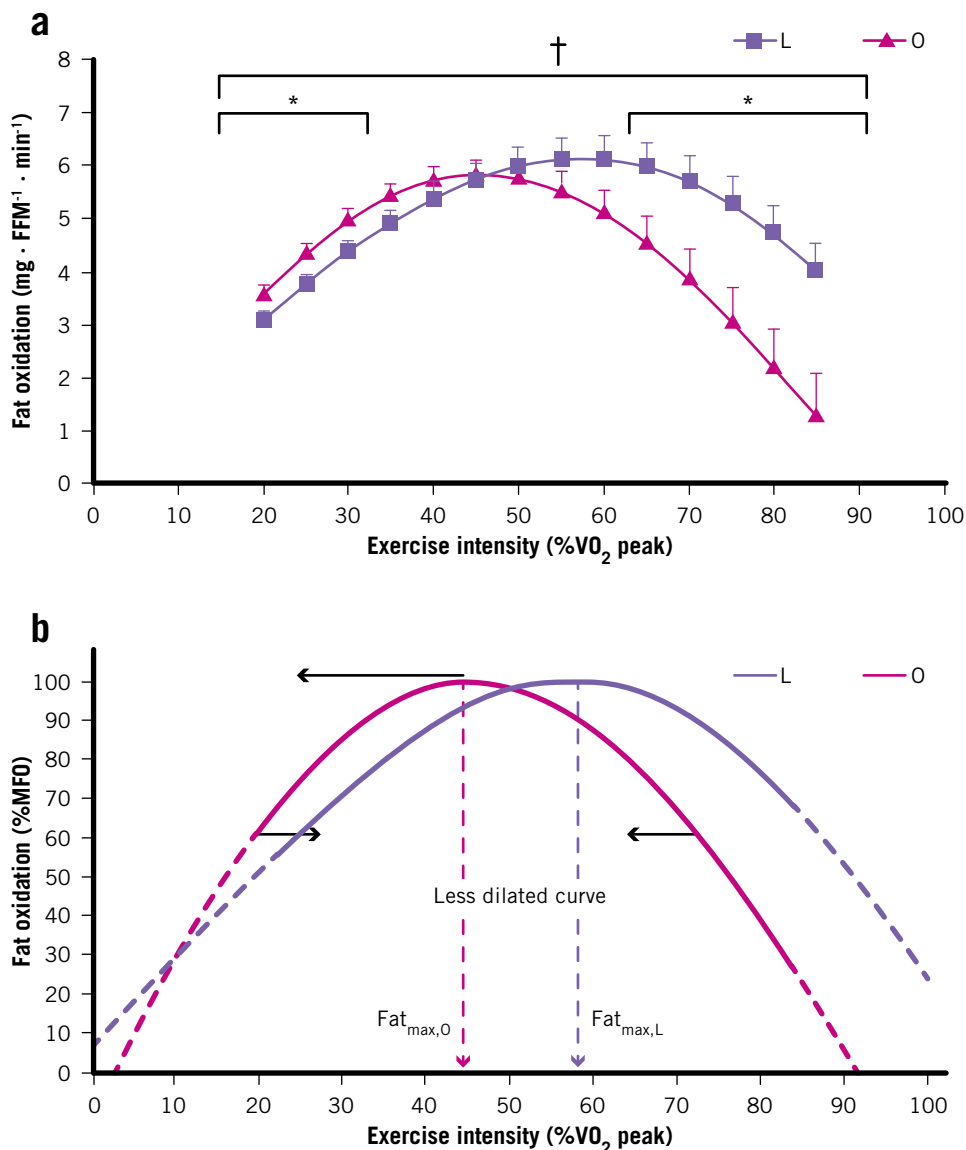 a
L O
†
* *
8
7
6
5
4
3
2
1
0
Fat oxidation (mg · FFM⁻¹ · min⁻¹)
0 10 20 30 40 50 60 70 80 90 100
Exercise intensity (%VO₂ peak)
b
L O
100
90
80
70
60
50
40
30
20
10
0
Fat oxidation (%MFO)
Less dilated curve
Fatmax,O Fatmax,L
0 10 20 30 40 50 60 70 80 90 100
Exercise intensity (%VO₂ peak)